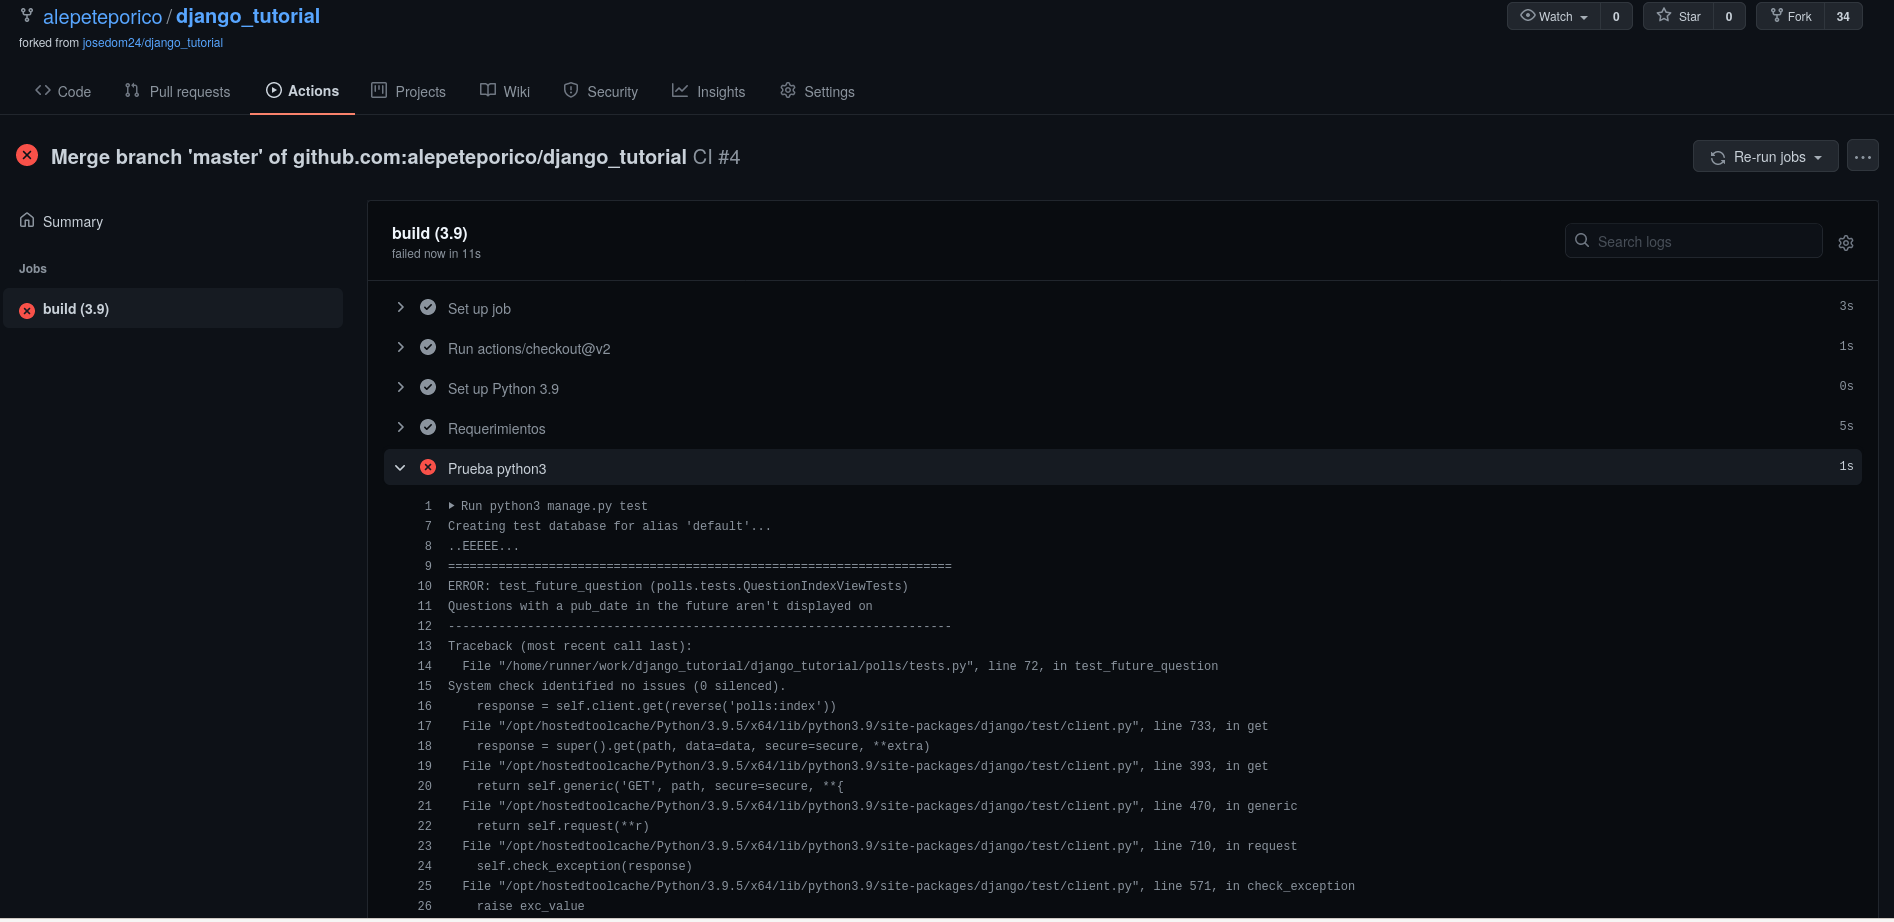 alepeteporico / django_tutorial
Watch 0 Star 0 Fork 34
forked from josedom24/django_tutorial
Code Pull requests Actions Projects Wiki Security Insights Settings
Merge branch 'master' of github.com:alepeteporico/django_tutorial CI #4
Re-run jobs ...
Summary
Jobs
build (3.9)
build (3.9)
failed now in 11s
Search logs
Set up job 3s
Run actions/checkout@v2 1s
Set up Python 3.9 0s
Requerimientos 5s
Prueba python3 1s
1 Run python3 manage.py test
7 Creating test database for alias 'default'...
8 ..EEEEE...
9 ======================================================================
10 ERROR: test_future_question (polls.tests.QuestionIndexViewTests)
11 Questions with a pub_date in the future aren't displayed on
12 ----------------------------------------------------------------------
13 Traceback (most recent call last):
14   File "/home/runner/work/django_tutorial/django_tutorial/polls/tests.py", line 72, in test_future_question
15 System check identified no issues (0 silenced).
16     response = self.client.get(reverse('polls:index'))
17   File "/opt/hostedtoolcache/Python/3.9.5/x64/lib/python3.9/site-packages/django/test/client.py", line 733, in get
18     response = super().get(path, data=data, secure=secure, **extra)
19   File "/opt/hostedtoolcache/Python/3.9.5/x64/lib/python3.9/site-packages/django/test/client.py", line 393, in get
20     return self.generic('GET', path, secure=secure, **{
21   File "/opt/hostedtoolcache/Python/3.9.5/x64/lib/python3.9/site-packages/django/test/client.py", line 470, in generic
22     return self.request(**r)
23   File "/opt/hostedtoolcache/Python/3.9.5/x64/lib/python3.9/site-packages/django/test/client.py", line 710, in request
24     self.check_exception(response)
25   File "/opt/hostedtoolcache/Python/3.9.5/x64/lib/python3.9/site-packages/django/test/client.py", line 571, in check_exception
26     raise exc_value